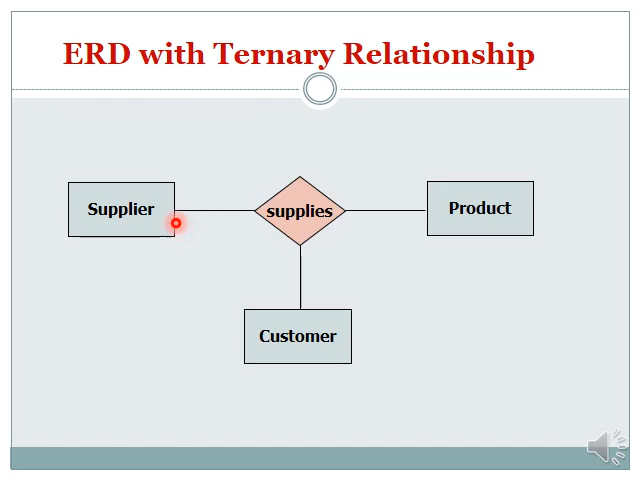 ERD with Ternary Relationship
Supplier
supplies
Product
Customer